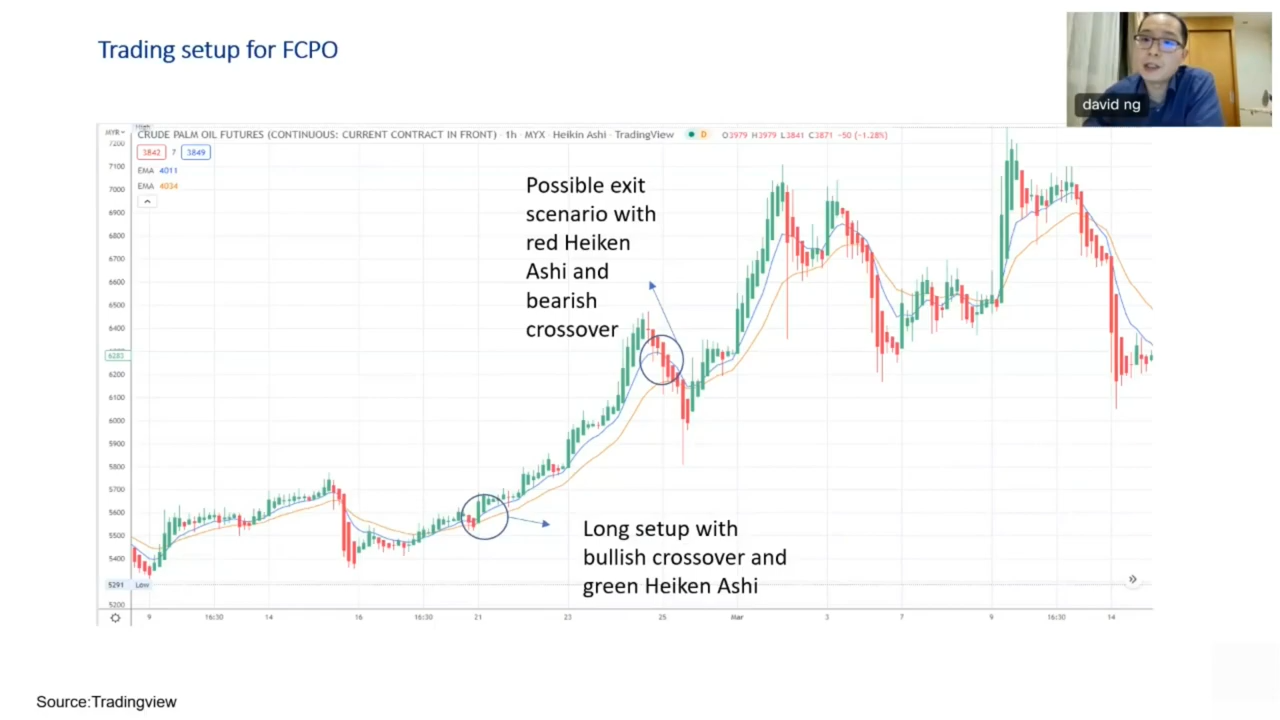 Trading setup for FCPO
david ng
MYR
High
CRUDE PALM OIL FUTURES (CONTINUOUS: CURRENT CONTRACT IN FRONT) · 1h · MYX · Heikin Ashi · TradingView D O3979 H3979 L3841 C3871 −50 (−1.28%)
7200
3842 7 3849
EMA 4011
EMA 4034
7100
7000
6900
6800
6700
6600
6500
6400
6283
6200
6100
6000
5900
5800
5700
5600
5500
5400
5291 Low
5200
Possible exit
scenario with
red Heiken
Ashi and
bearish
crossover
Long setup with
bullish crossover and
green Heiken Ashi
9 16:30 14 16 16:30 21 23 25 Mar 3 7 9 16:30 14
Source:Tradingview